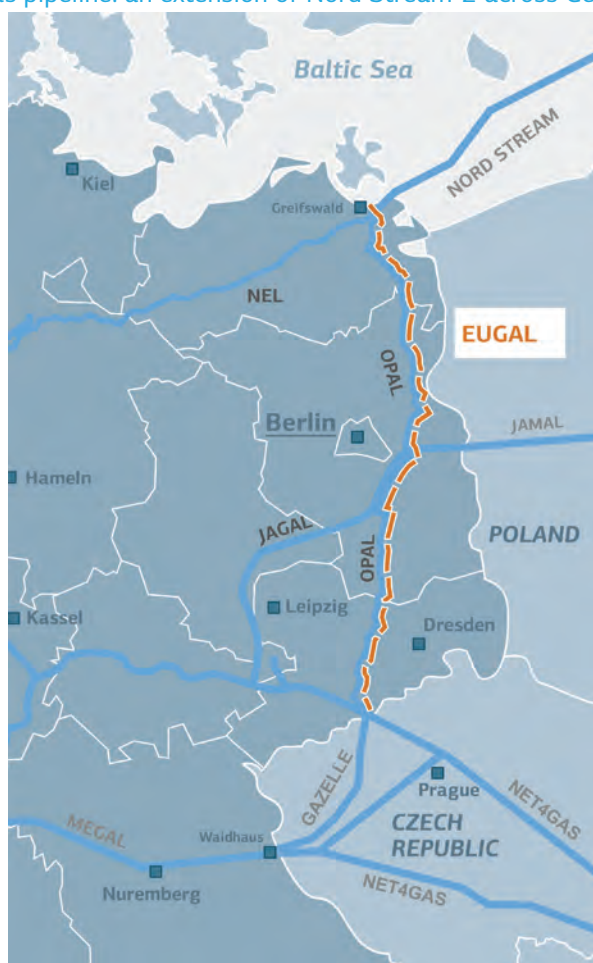 Baltic Sea
Kiel
NORD STREAM
Greifswald
NEL
EUGAL
OPAL
Berlin
JAMAL
Hameln
JAGAL
OPAL
POLAND
Leipzig
Kassel
Dresden
GAZELLE
Prague
NET4GAS
MEGAL
Waidhaus
CZECH
REPUBLIC
Nuremberg
NET4GAS